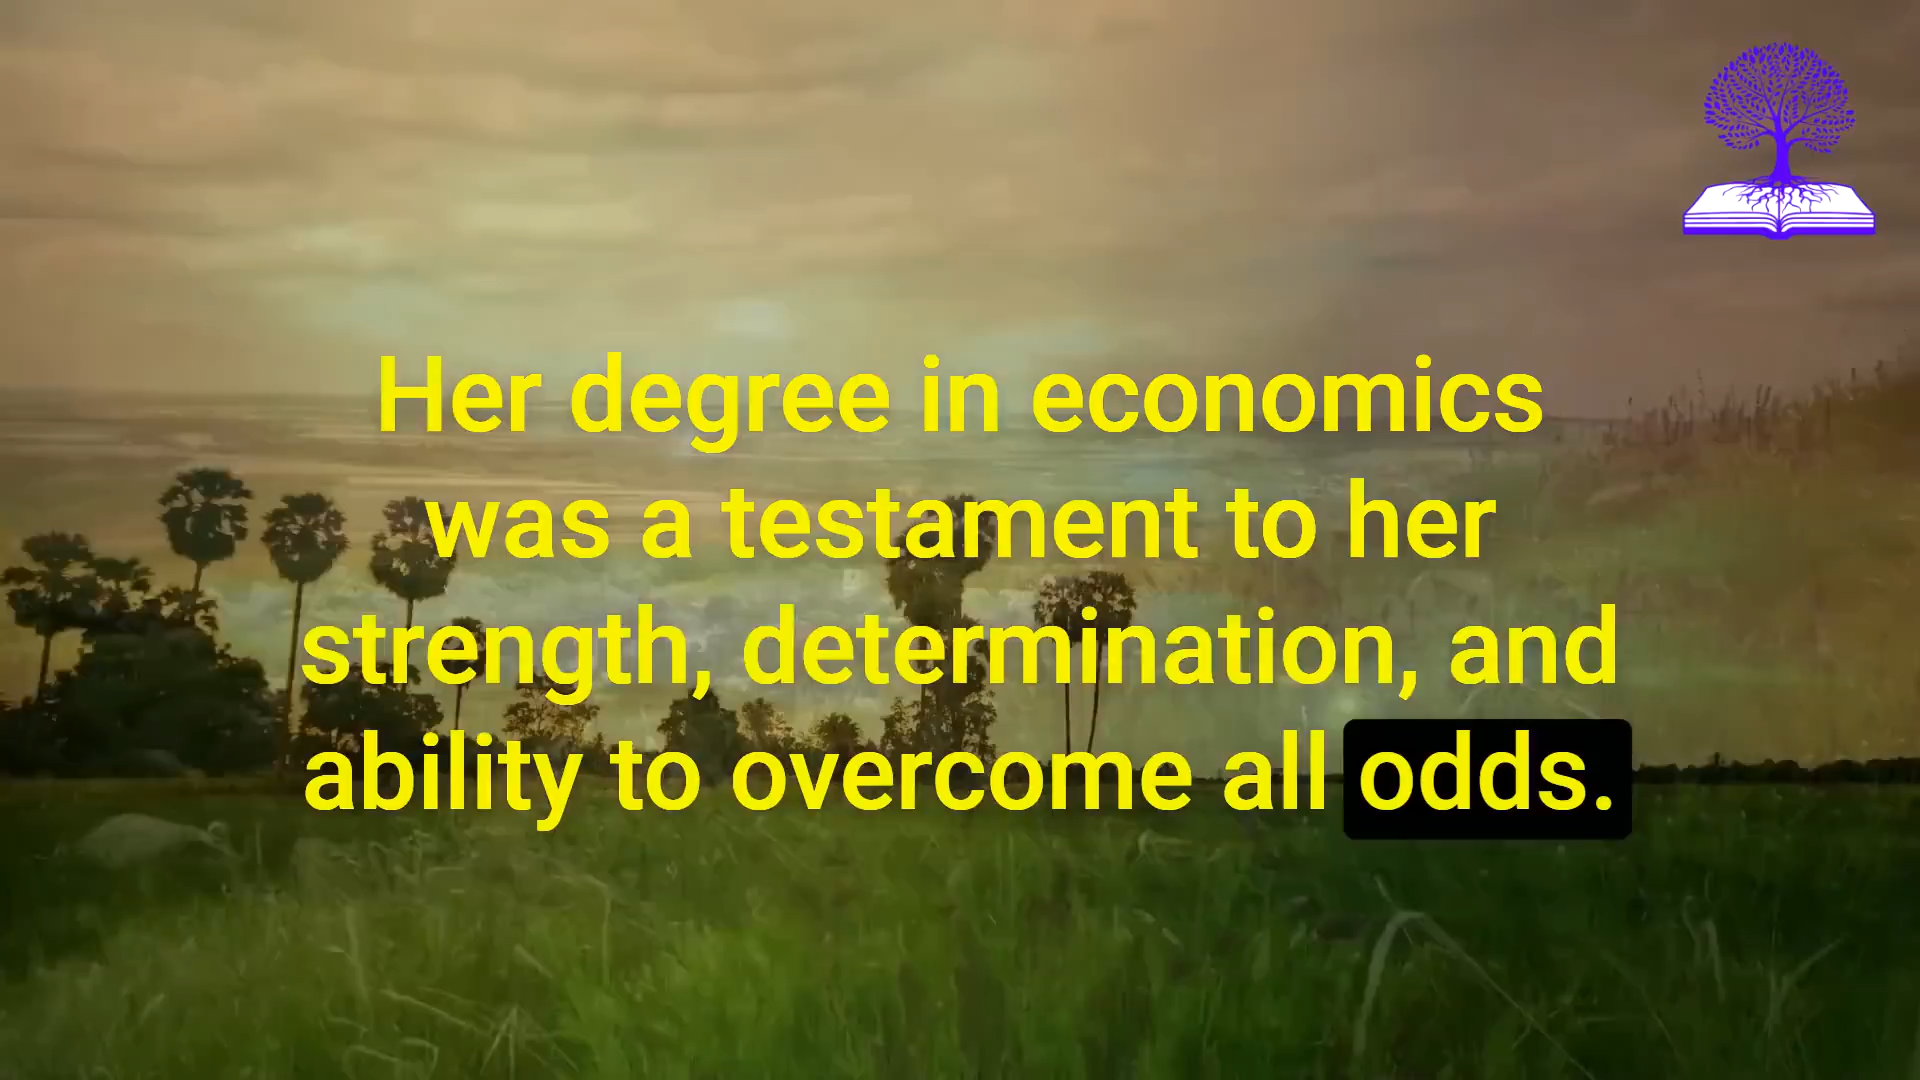 Her degree in economics
was a testament to her
strength, determination, and
ability to overcome all odds.